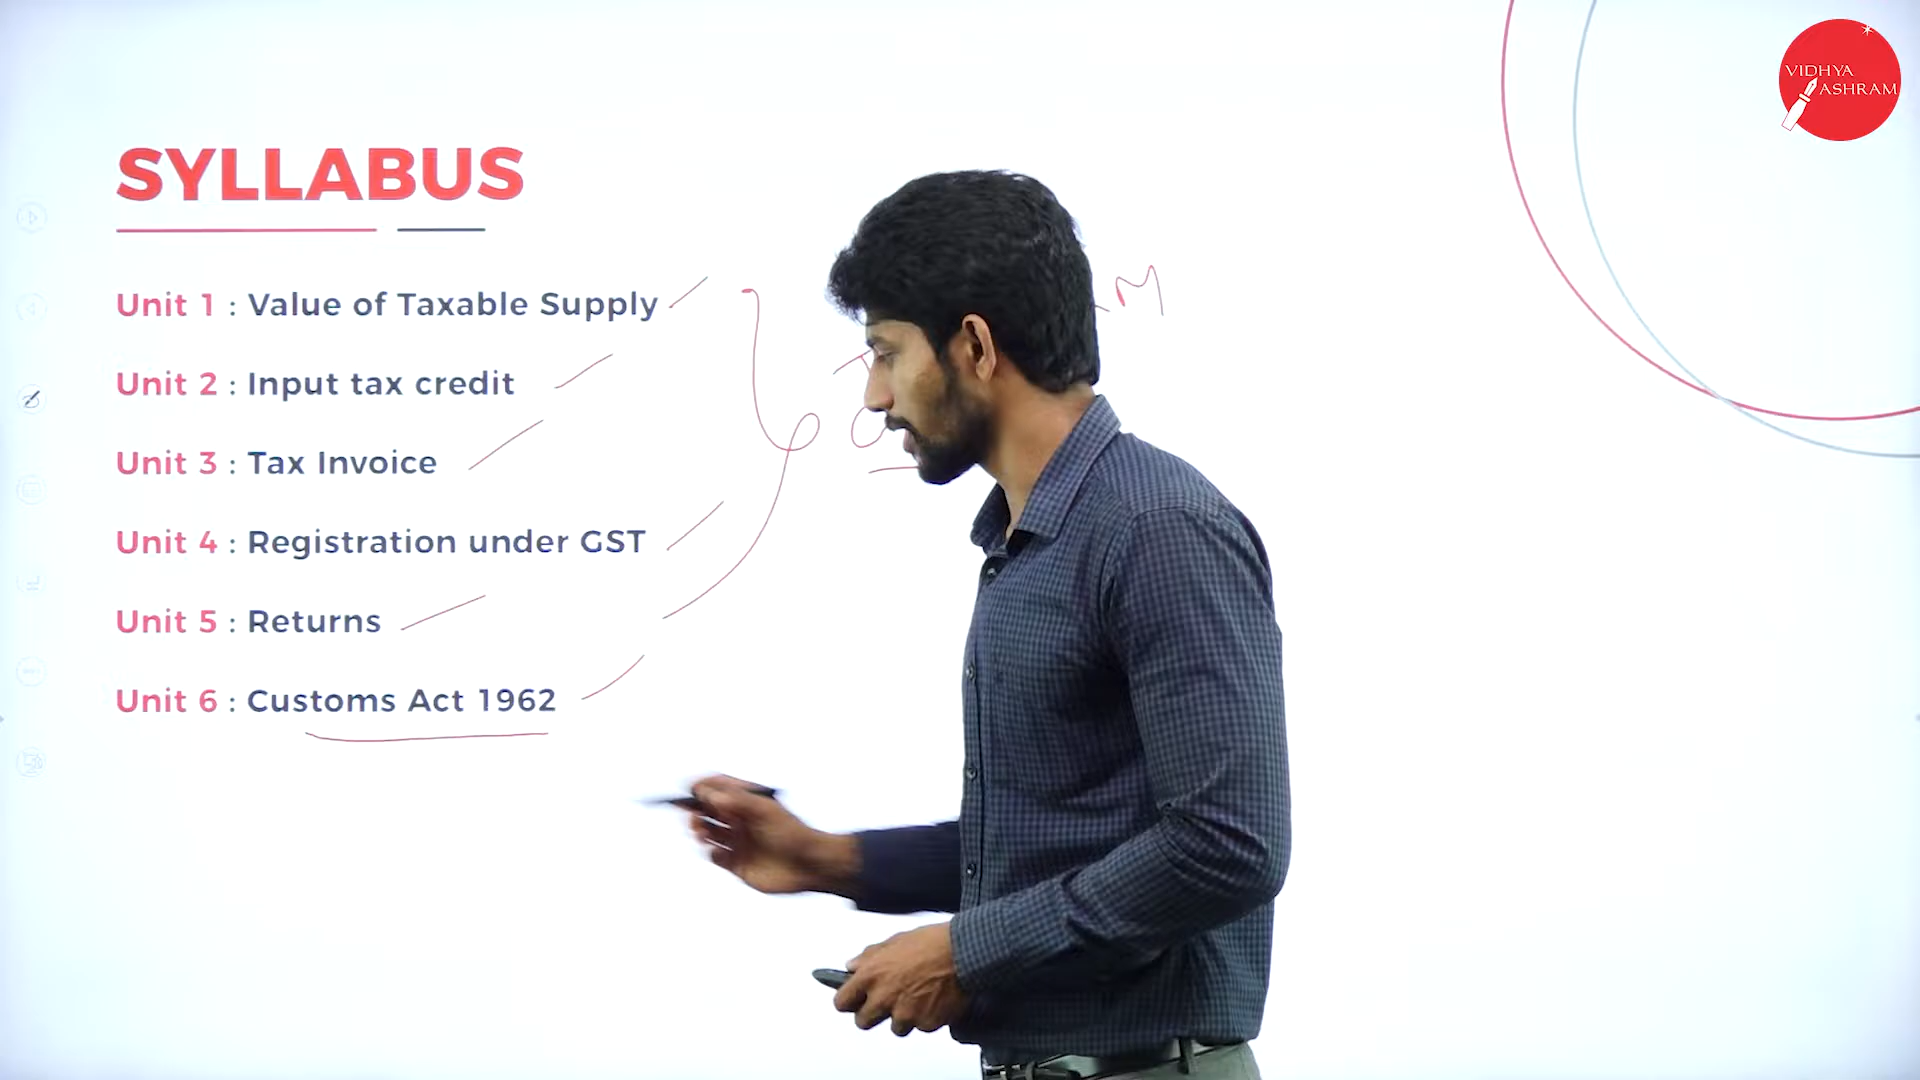 VIDHYA
ASHRAM
SYLLABUS
Unit 1 : Value of Taxable Supply
Unit 2 : Input tax credit
Unit 3 : Tax Invoice
Unit 4 : Registration under GST
Unit 5 : Returns
Unit 6 : Customs Act 1962